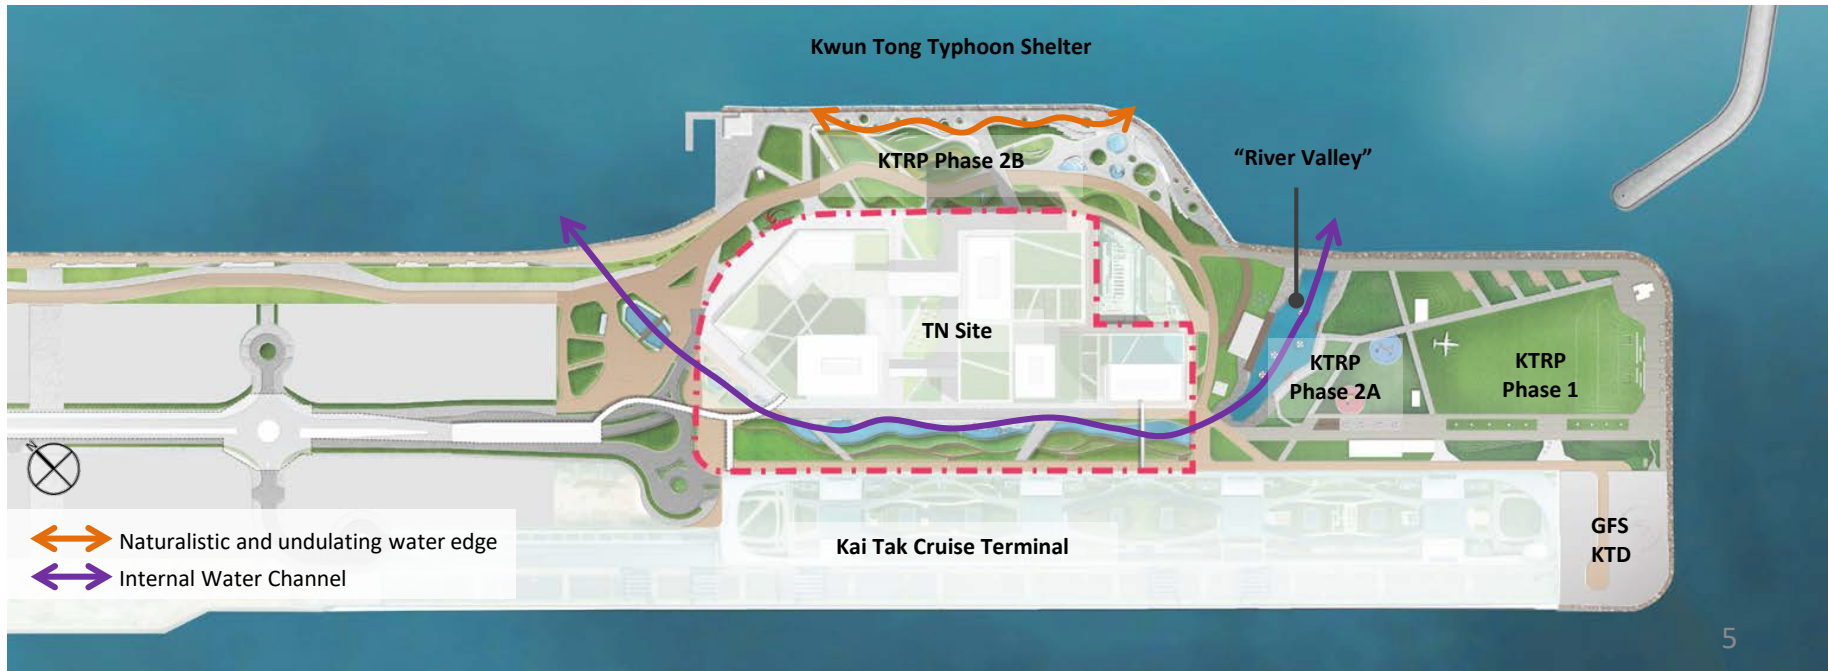 Kwun Tong Typhoon Shelter
KTRP Phase 2B
“River Valley”
TN Site
KTRP
Phase 2A
KTRP
Phase 1
N
Naturalistic and undulating water edge
Internal Water Channel
Kai Tak Cruise Terminal
GFS
KTD
5